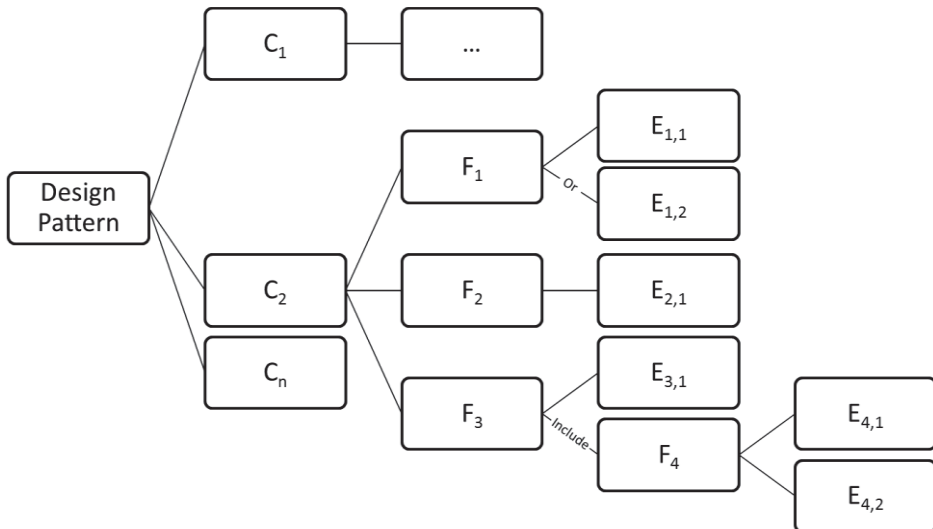 C1
...
E1,1
F1
Or
E1,2
Design
Pattern
C2
F2
E2,1
Cn
E3,1
F3
Include
F4
E4,1
E4,2